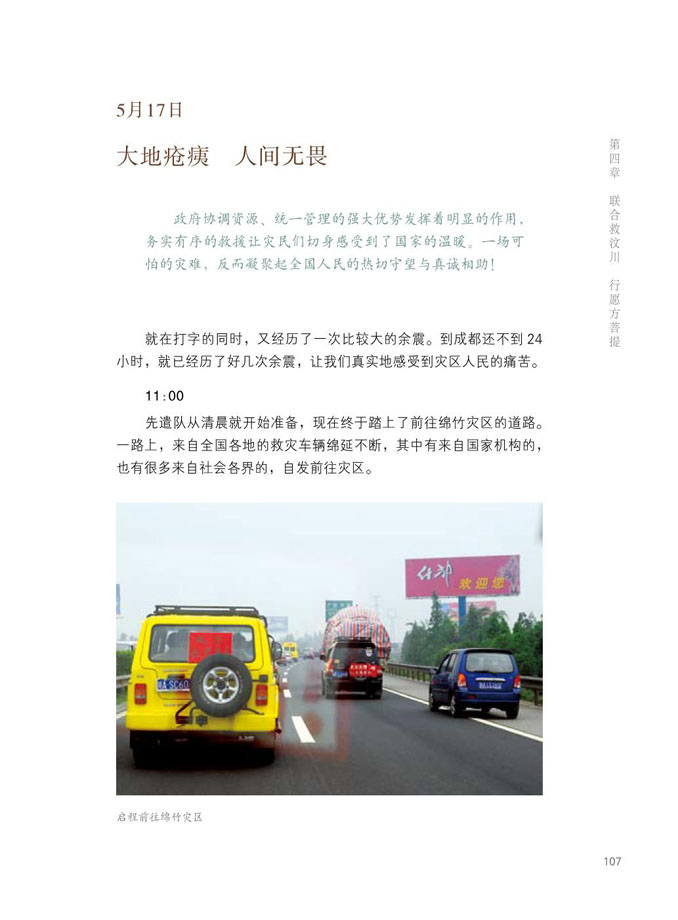 5月17日
大地疮痍 人间无畏
政府协调资源、统一管理的强大优势发挥着明显的作用，
务实有序的救援让灾民们切身感受到了国家的温暖。一场可
怕的灾难，反而凝聚起全国人民的热切守望与真诚相助！
就在打字的同时，又经历了一次比较大的余震。到成都还不到 24
小时，就已经历了好几次余震，让我们真实地感受到灾区人民的痛苦。
11:00
先遣队从清晨就开始准备，现在终于踏上了前往绵竹灾区的道路。
一路上，来自全国各地的救灾车辆绵延不断，其中有来自国家机构的，
也有很多来自社会各界的，自发前往灾区。
什邡
欢迎您
启程前往绵竹灾区
第四章 联合救汶川 行愿方菩提
107